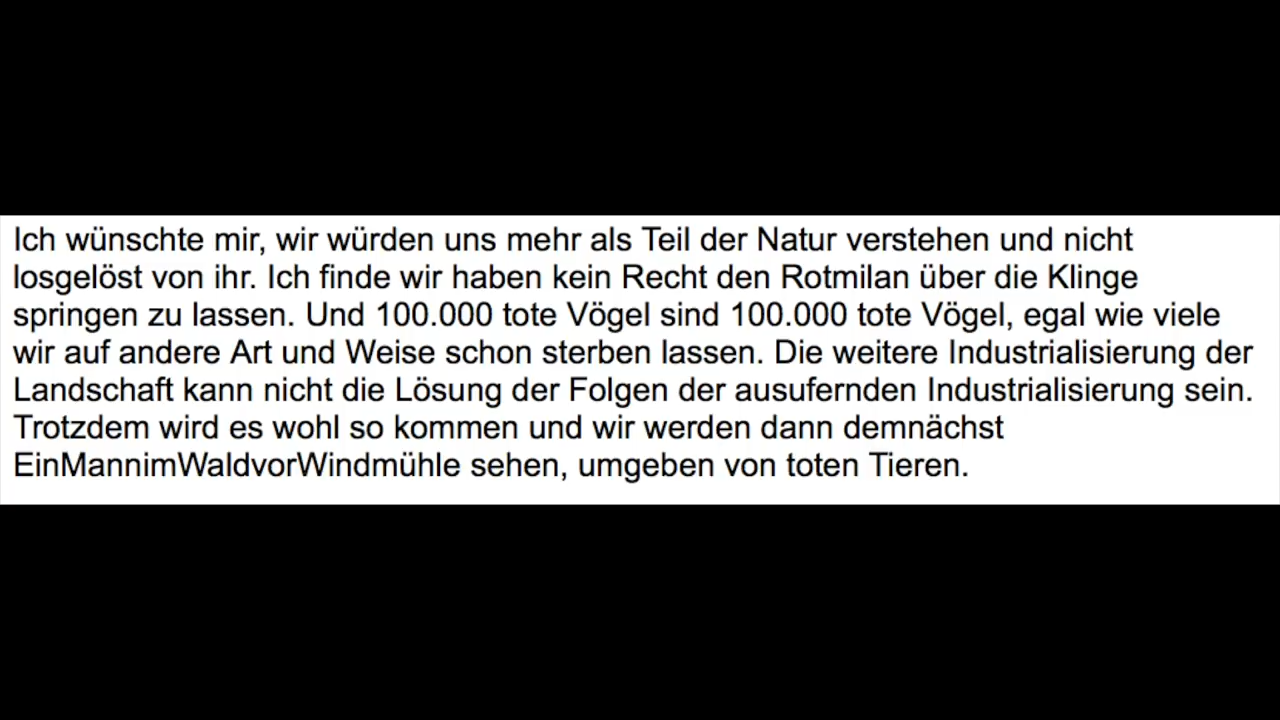 Ich wünschte mir, wir würden uns mehr als Teil der Natur verstehen und nicht
losgelöst von ihr. Ich finde wir haben kein Recht den Rotmilan über die Klinge
springen zu lassen. Und 100.000 tote Vögel sind 100.000 tote Vögel, egal wie viele
wir auf andere Art und Weise schon sterben lassen. Die weitere Industrialisierung der
Landschaft kann nicht die Lösung der Folgen der ausufernden Industrialisierung sein.
Trotzdem wird es wohl so kommen und wir werden dann demnächst
EinMannimWaldvorWindmühle sehen, umgeben von toten Tieren.